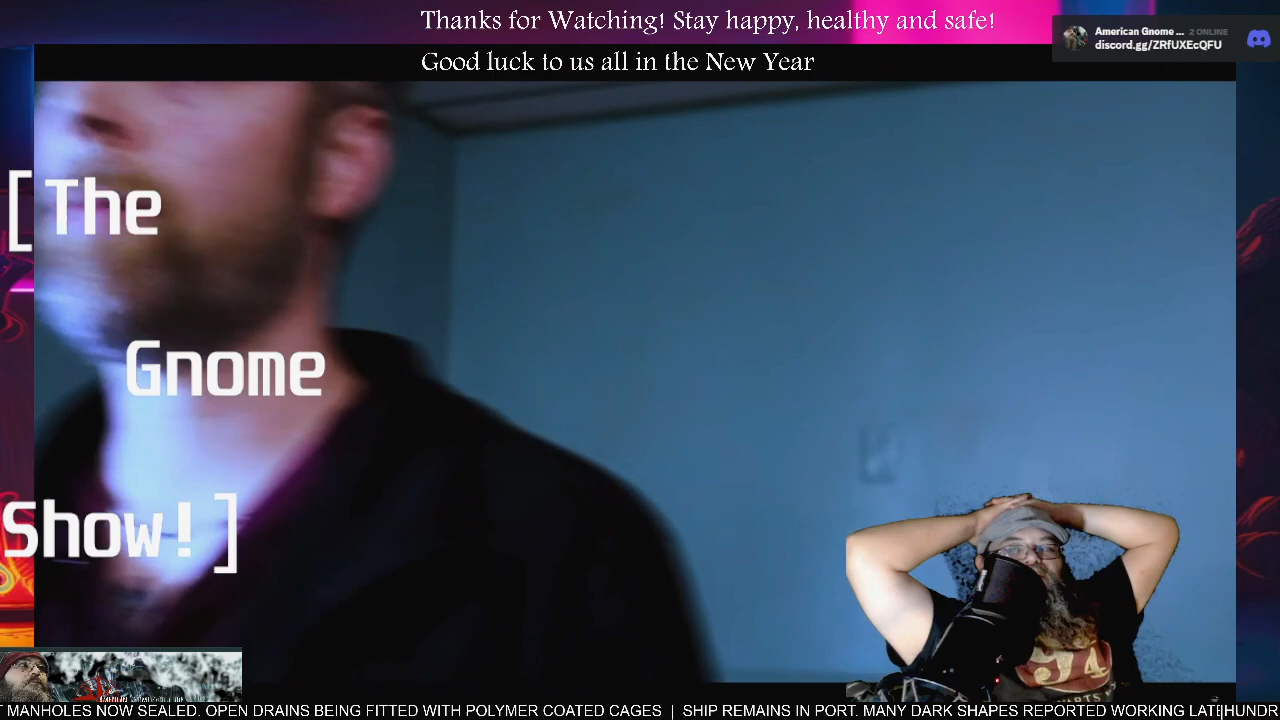 Thanks for Watching! Stay happy, healthy and safe!
American Gnome ... 2 ONLINE
discord.gg/ZRfUXEcQFU
Good luck to us all in the New Year
[The
Gnome
Show!]
MANHOLES NOW SEALED. OPEN DRAINS BEING FITTED WITH POLYMER COATED CAGES | SHIP REMAINS IN PORT. MANY DARK SHAPES REPORTED WORKING